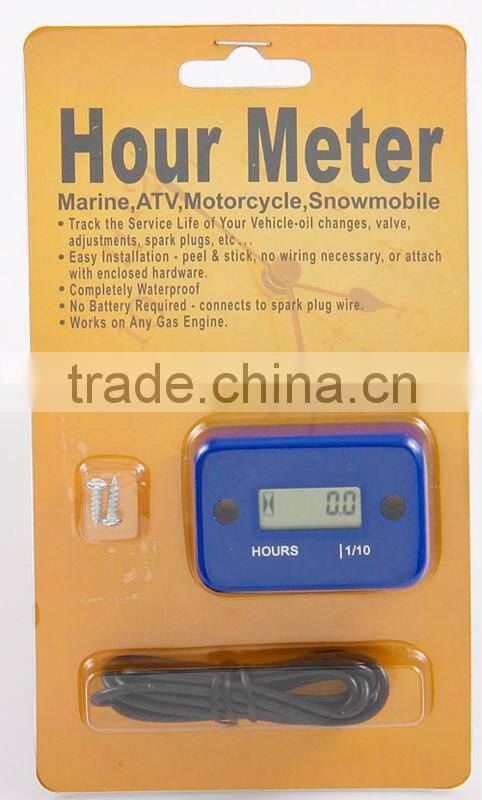 Hour Meter
Marine,ATV,Motorcycle,Snowmobile
• Track the Service Life of Your Vehicle-oil changes, valve,
adjustments, spark plugs, etc...
• Easy Installation - peel & stick, no wiring necessary, or attach
with enclosed hardware.
• Completely Waterproof
• No Battery Required - connects to spark plug wire.
• Works on Any Gas Engine.
trade.china.cn
0.0
HOURS |1/10